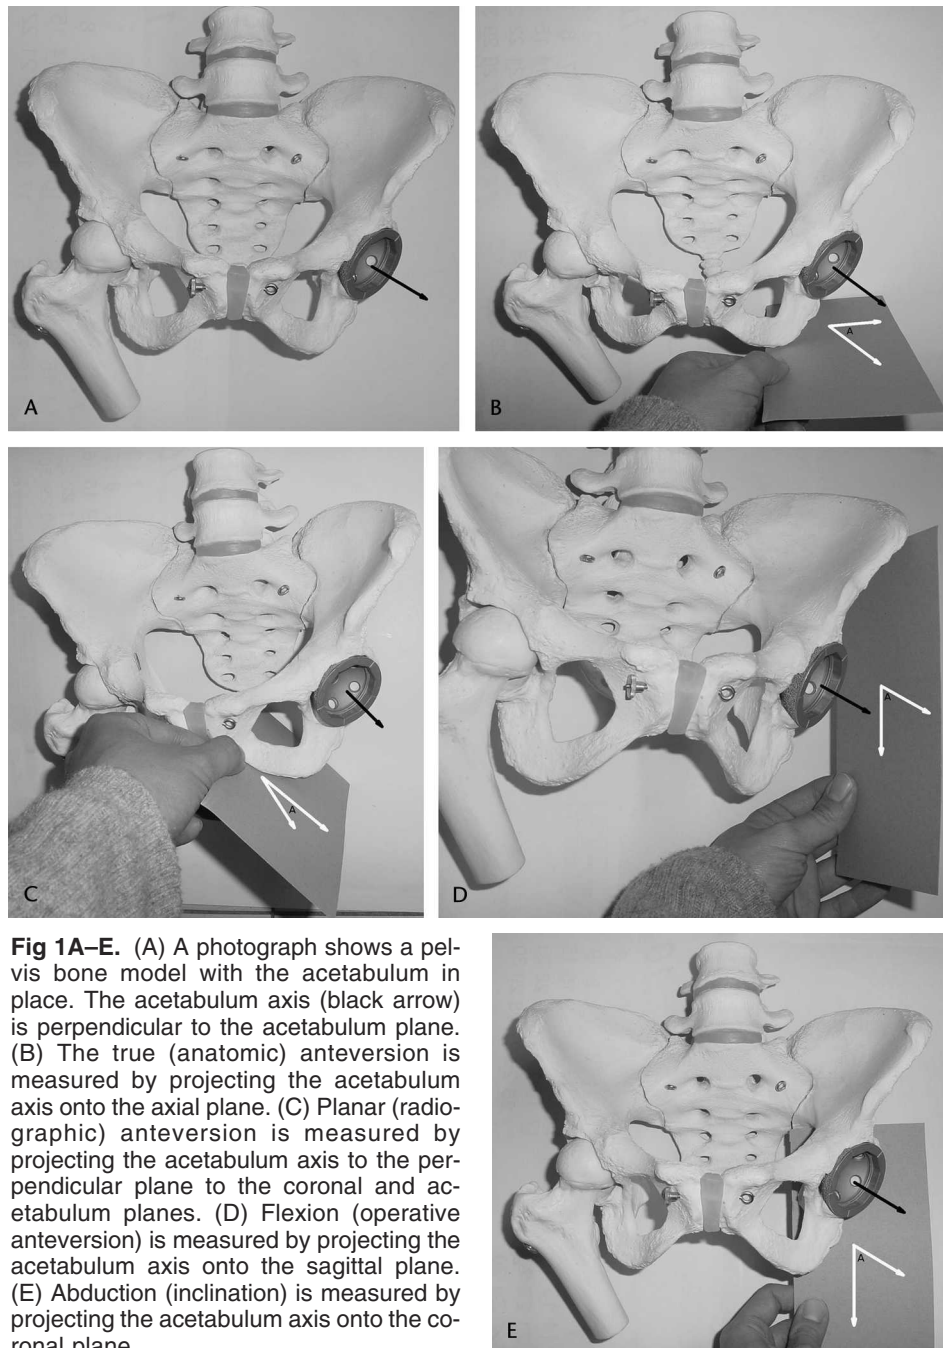 A
B
A
C
A
D
A
Fig 1A–E. (A) A photograph shows a pel-
vis bone model with the acetabulum in
place. The acetabulum axis (black arrow)
is perpendicular to the acetabulum plane.
(B) The true (anatomic) anteversion is
measured by projecting the acetabulum
axis onto the axial plane. (C) Planar (radio-
graphic) anteversion is measured by
projecting the acetabulum axis to the per-
pendicular plane to the coronal and ac-
etabulum planes. (D) Flexion (operative
anteversion) is measured by projecting the
acetabulum axis onto the sagittal plane.
(E) Abduction (inclination) is measured by
projecting the acetabulum axis onto the co-
ronal plane.
A
E